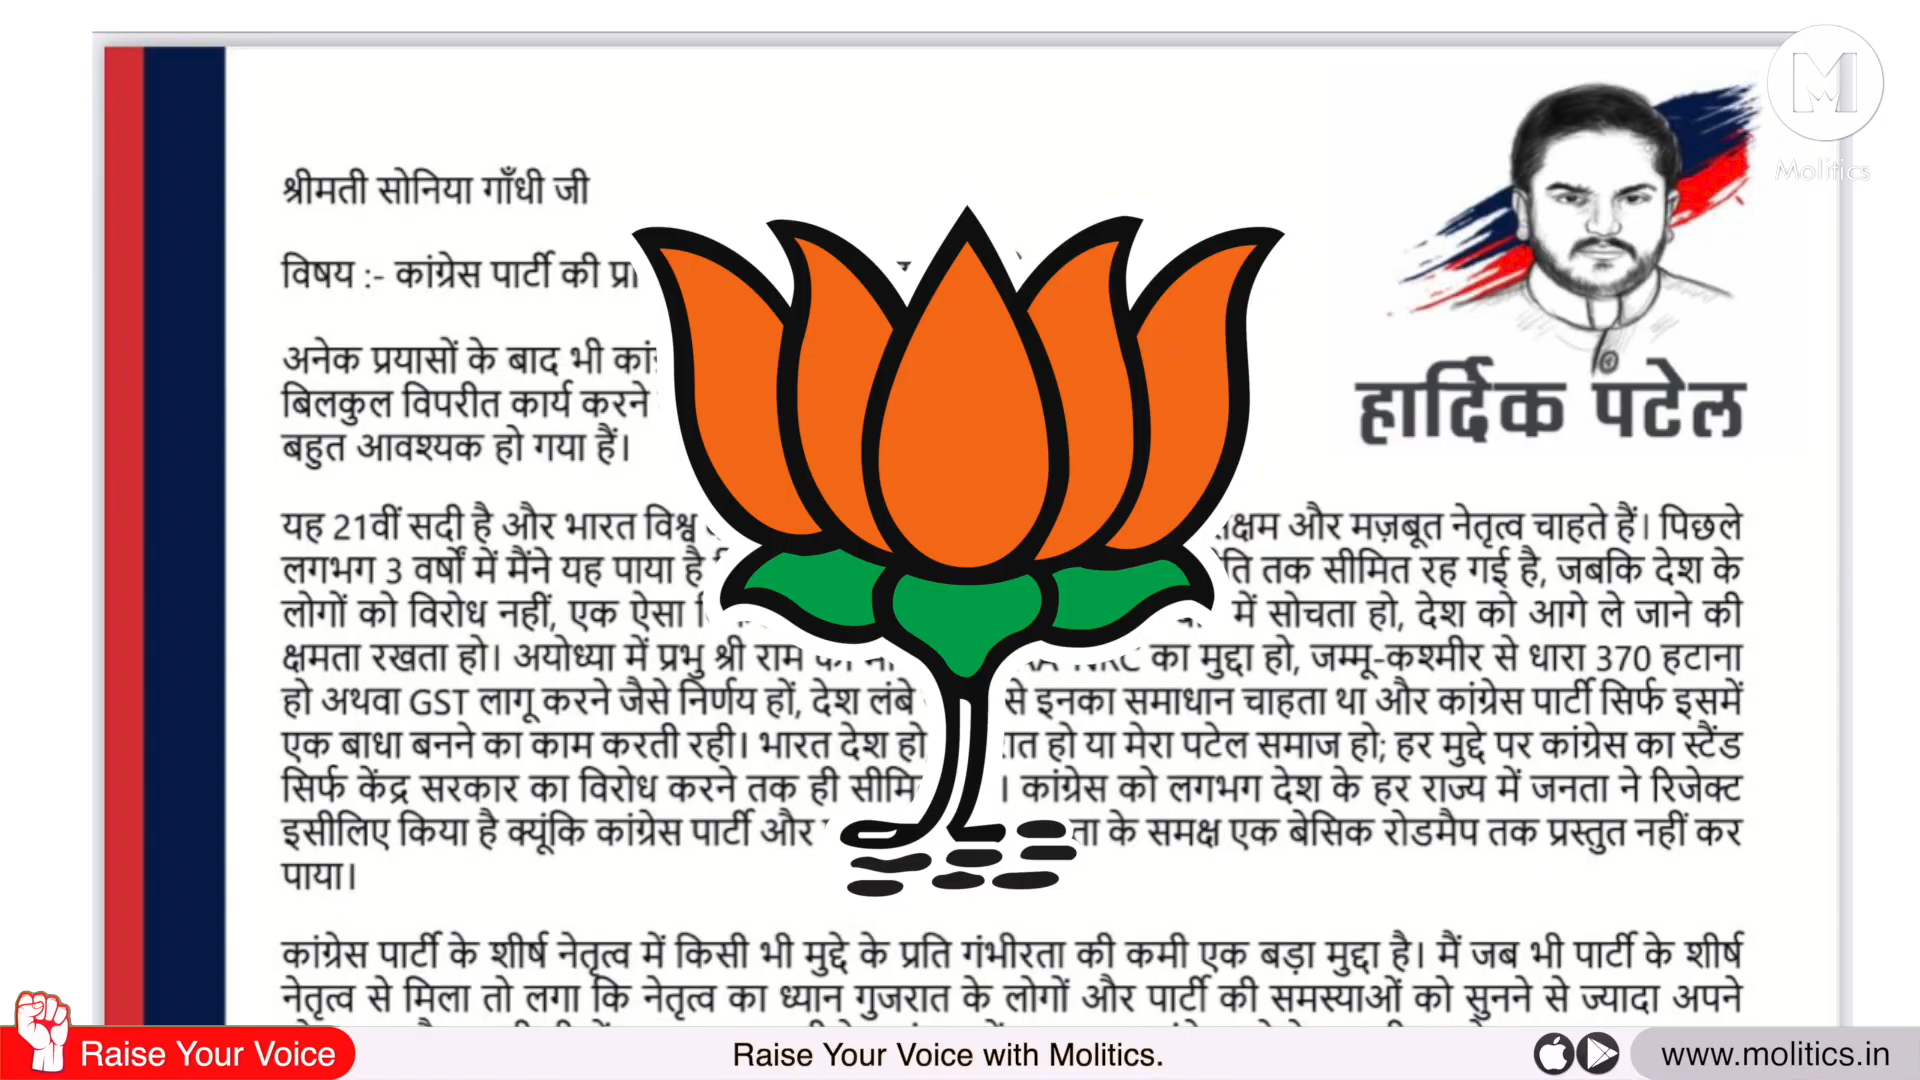 श्रीमती सोनिया गाँधी जी
विषय :- कांग्रेस पार्टी की
अनेक प्रयासों के बाद भी
बिलकुल विपरीत कार्य करने
बहुत आवश्यक हो गया हैं।
हार्दिक पटेल
Molitics
यह 21वीं सदी है और भारत विश्व और मज़बूत नेतृत्व चाहते हैं। पिछले
लगभग 3 वर्षों में मैंने यह पाया है तक सीमित रह गई है, जबकि देश के
लोगों को विरोध नहीं, एक ऐसा में सोचता हो, देश को आगे ले जाने की
क्षमता रखता हो। अयोध्या में प्रभु श्री राम का मुद्दा हो, जम्मू-कश्मीर से धारा 370 हटाना
हो अथवा GST लागू करने जैसे निर्णय हों, देश लंबे से इनका समाधान चाहता था और कांग्रेस पार्टी सिर्फ इसमें
एक बाधा बनने का काम करती रही। भारत देश हो हो या मेरा पटेल समाज हो; हर मुद्दे पर कांग्रेस का स्टैंड
सिर्फ केंद्र सरकार का विरोध करने तक ही । कांग्रेस को लगभग देश के हर राज्य में जनता ने रिजेक्ट
इसीलिए किया है क्यूंकि कांग्रेस पार्टी और के समक्ष एक बेसिक रोडमैप तक प्रस्तुत नहीं कर
पाया।
कांग्रेस पार्टी के शीर्ष नेतृत्व में किसी भी मुद्दे के प्रति गंभीरता की कमी एक बड़ा मुद्दा है। मैं जब भी पार्टी के शीर्ष
नेतृत्व से मिला तो लगा कि नेतृत्व का ध्यान गुजरात के लोगों और पार्टी की समस्याओं को सुनने से ज्यादा अपने
Raise Your Voice
Raise Your Voice with Molitics.
www.molitics.in